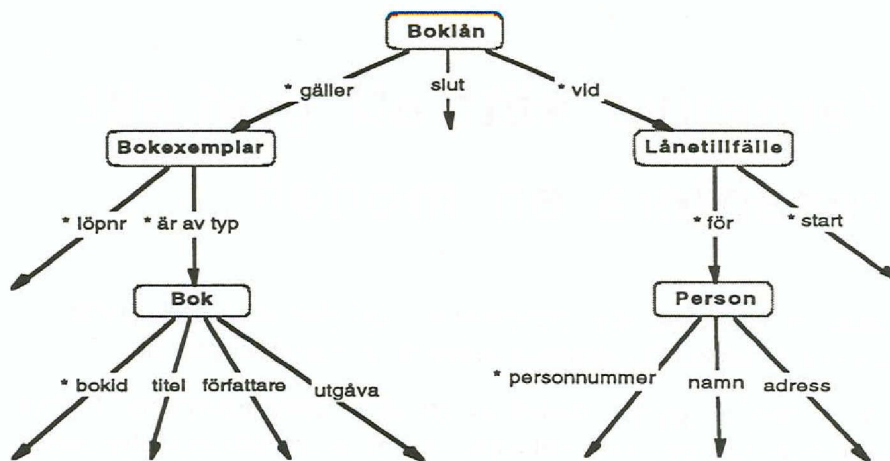 Boklån
* gäller slut * vid
Bokexemplar Lånetillfälle
* löpnr * är av typ * för * start
Bok Person
* bokid titel författare utgåva * personnummer namn adress